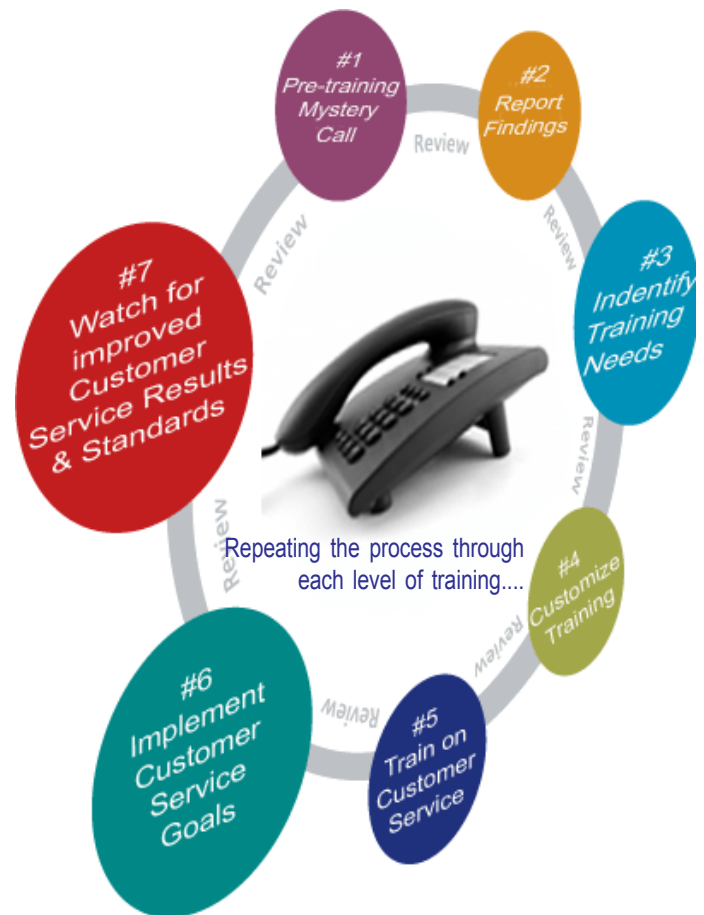 #1
Pre-training
Mystery
Call
Review
#2
Report
Findings
Review
#3
Indentify
Training
Needs
Review
#4
Customize
Training
Review
#5
Train on
Customer
Service
Review
#6
Implement
Customer
Service
Goals
Review
#7
Watch for
improved
Customer
Service Results
& Standards
Review
Repeating the process through
each level of training....